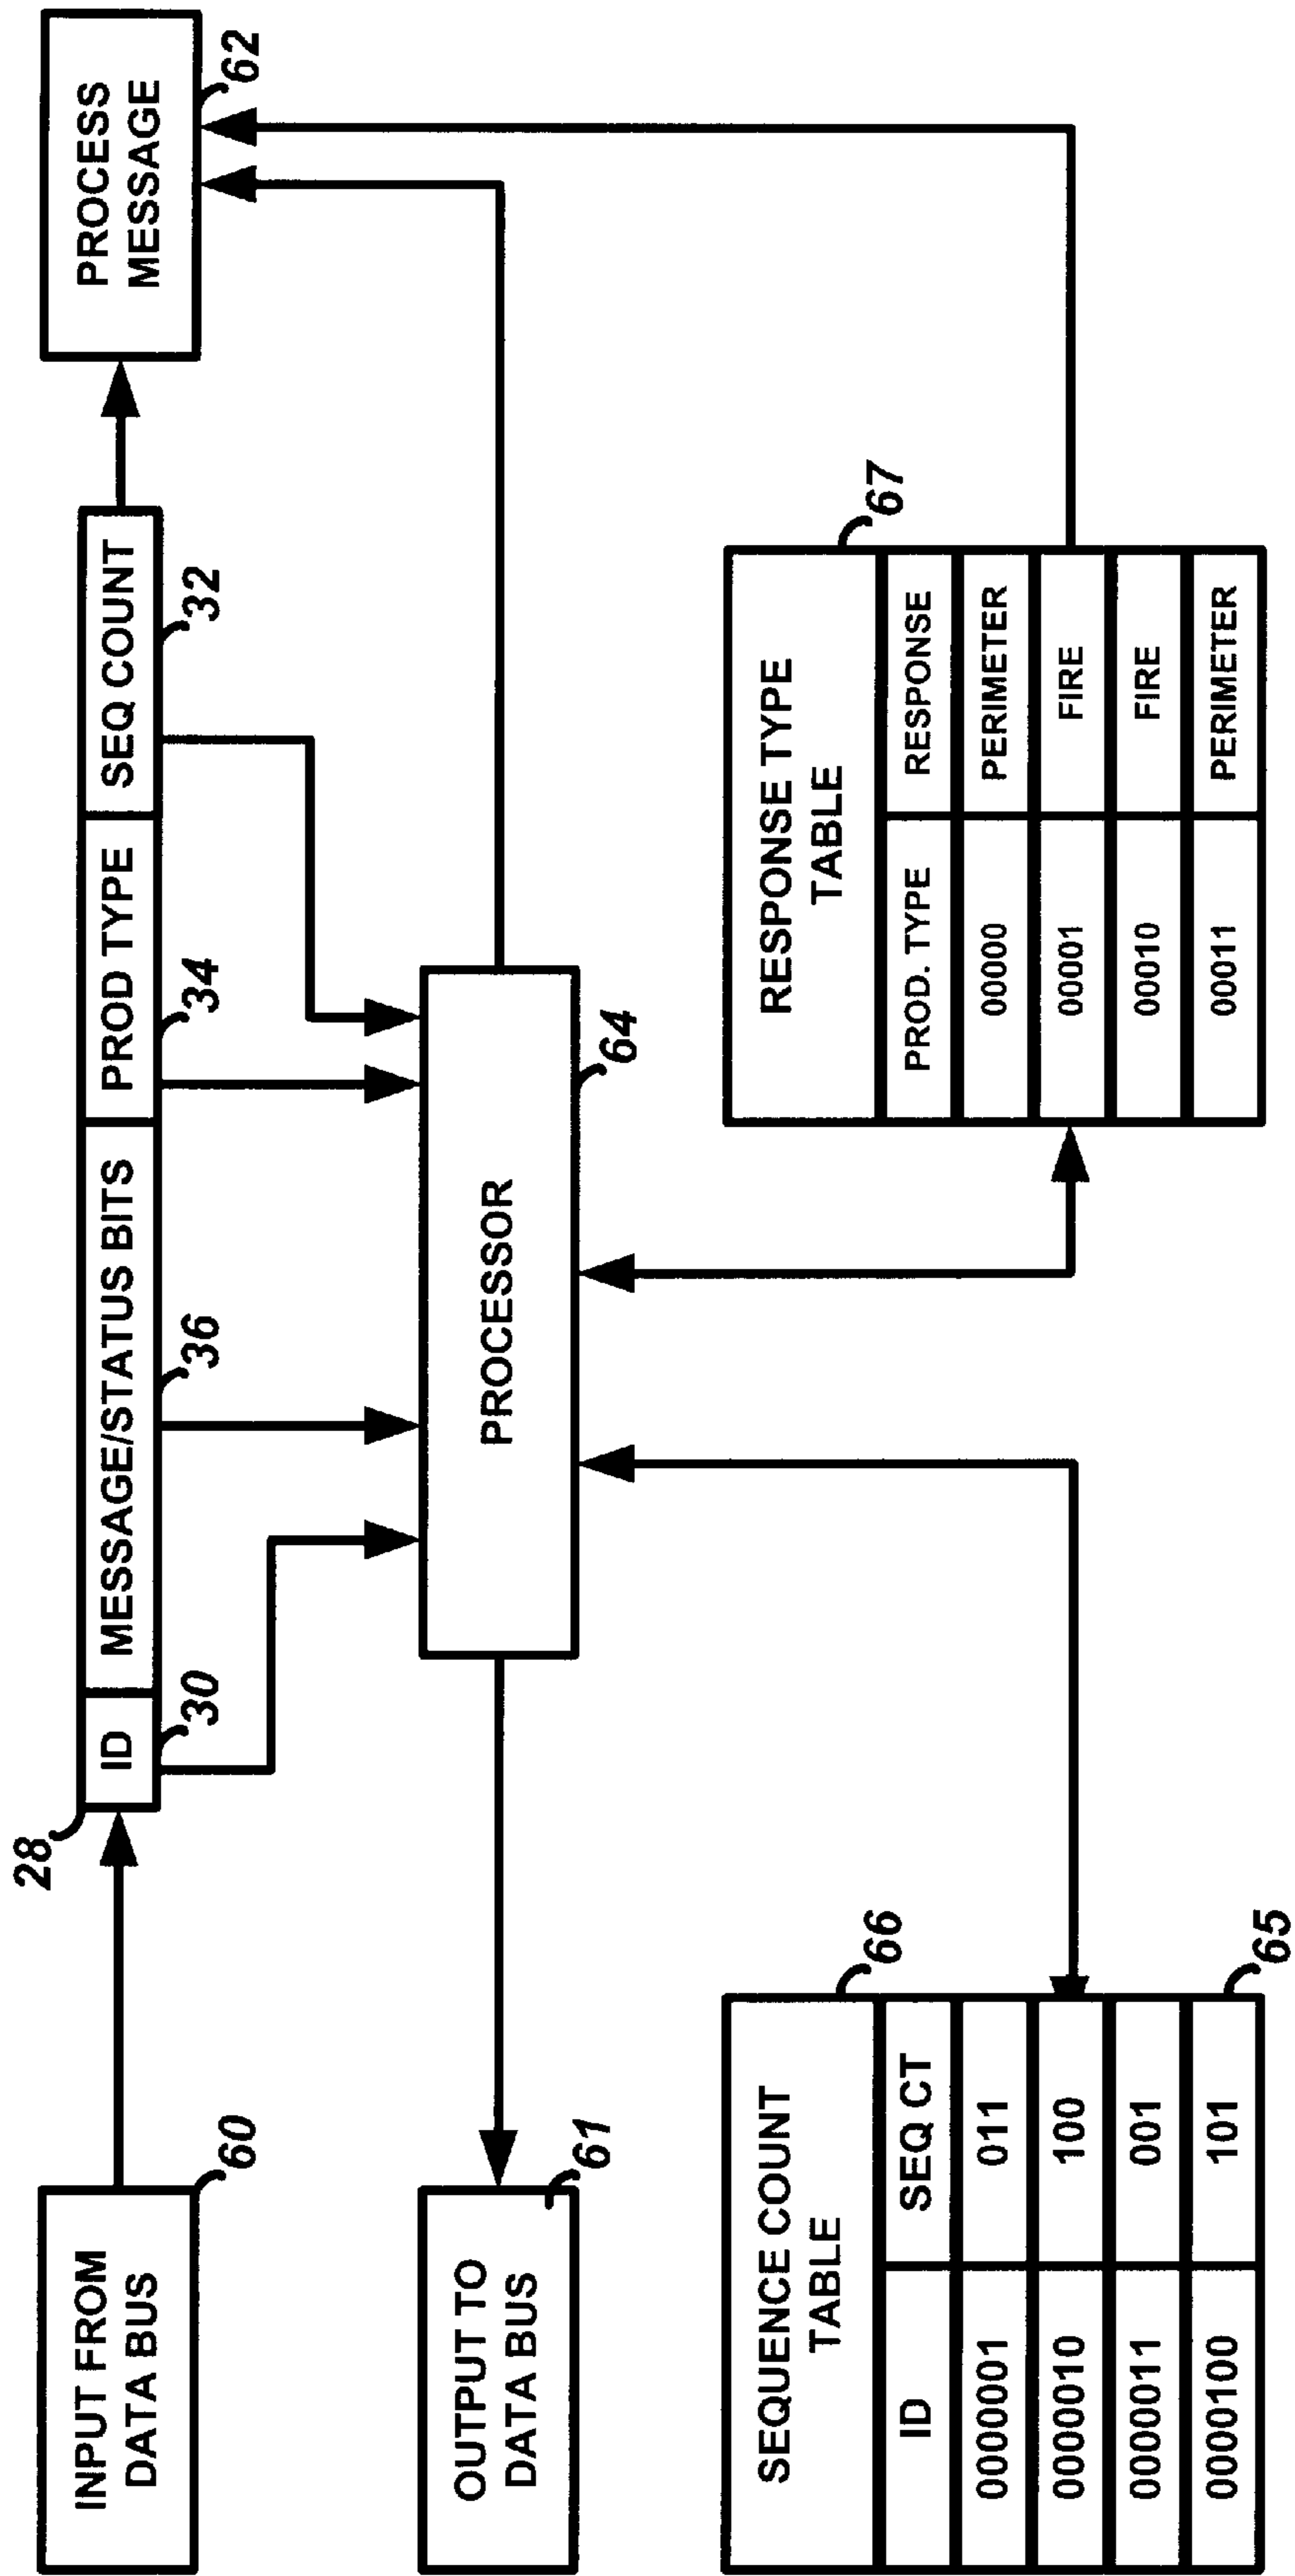 28
INPUT FROM
DATA BUS
60
ID
MESSAGE/STATUS BITS
PROD TYPE
SEQ COUNT
30
36
34
32
PROCESS
MESSAGE
62
OUTPUT TO
DATA BUS
61
PROCESSOR
64
SEQUENCE COUNT
TABLE
66
ID SEQ CT
0000001 011
0000010 100
0000011 001
0000100 101
65
RESPONSE TYPE
TABLE
67
PROD. TYPE RESPONSE
00000 PERIMETER
00001 FIRE
00010 FIRE
00011 PERIMETER